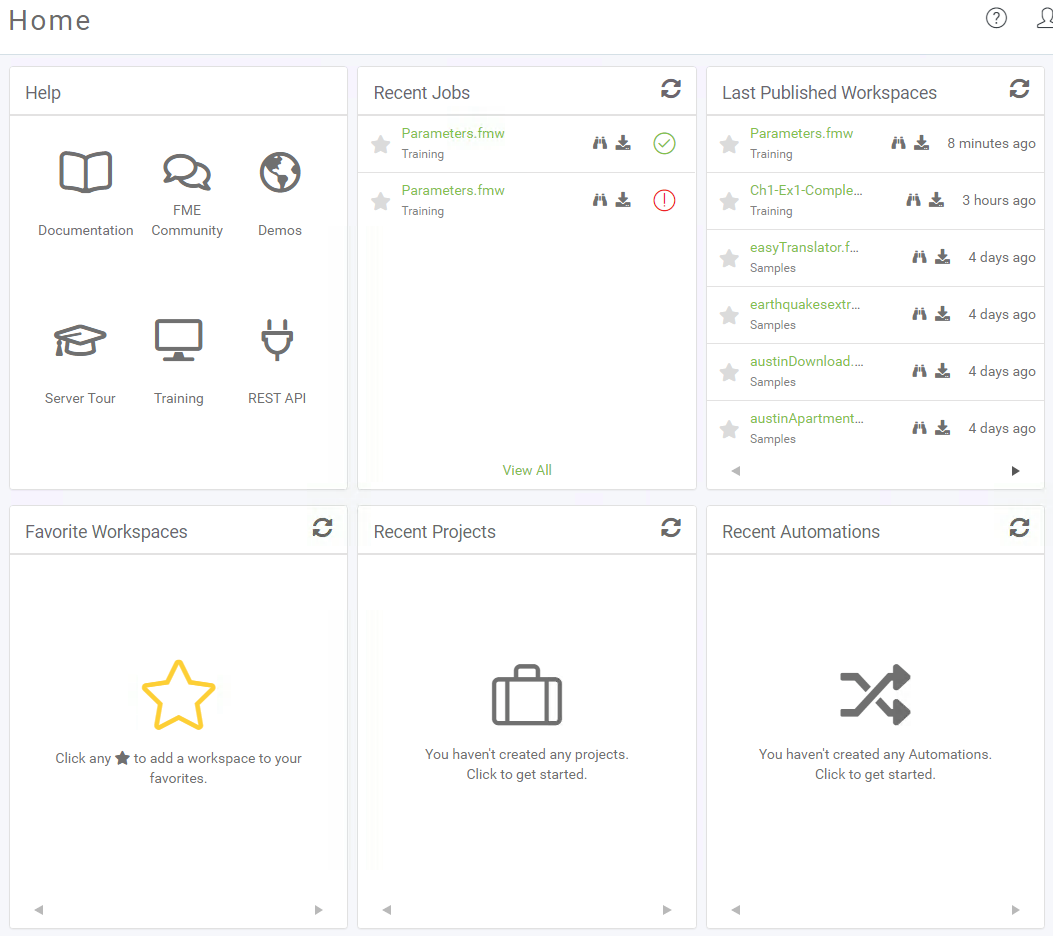 Home
Help
Documentation
FME
Community
Demos
Server Tour
Training
REST API
Recent Jobs
Parameters.fmw
Training
Parameters.fmw
Training
View All
Last Published Workspaces
Parameters.fmw
Training
8 minutes ago
Ch1-Ex1-Comple...
Training
3 hours ago
easyTranslator.f...
Samples
4 days ago
earthquakesextr...
Samples
4 days ago
austinDownload....
Samples
4 days ago
austinApartment...
Samples
4 days ago
Favorite Workspaces
Click any ★ to add a workspace to your
favorites.
Recent Projects
You haven't created any projects.
Click to get started.
Recent Automations
You haven't created any Automations.
Click to get started.